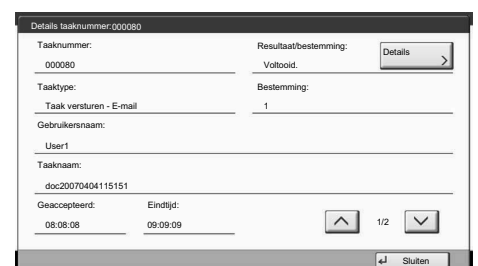 Details taaknummer:000080
Taaknummer: Resultaat/bestemming:
000080 Voltooid. Details
Taaktype: Bestemming:
Taak versturen - E-mail 1
Gebruikersnaam:
User1
Taaknaam:
doc20070404115151
Geaccepteerd: Eindtijd:
08:08:08 09:09:09 1/2
Sluiten